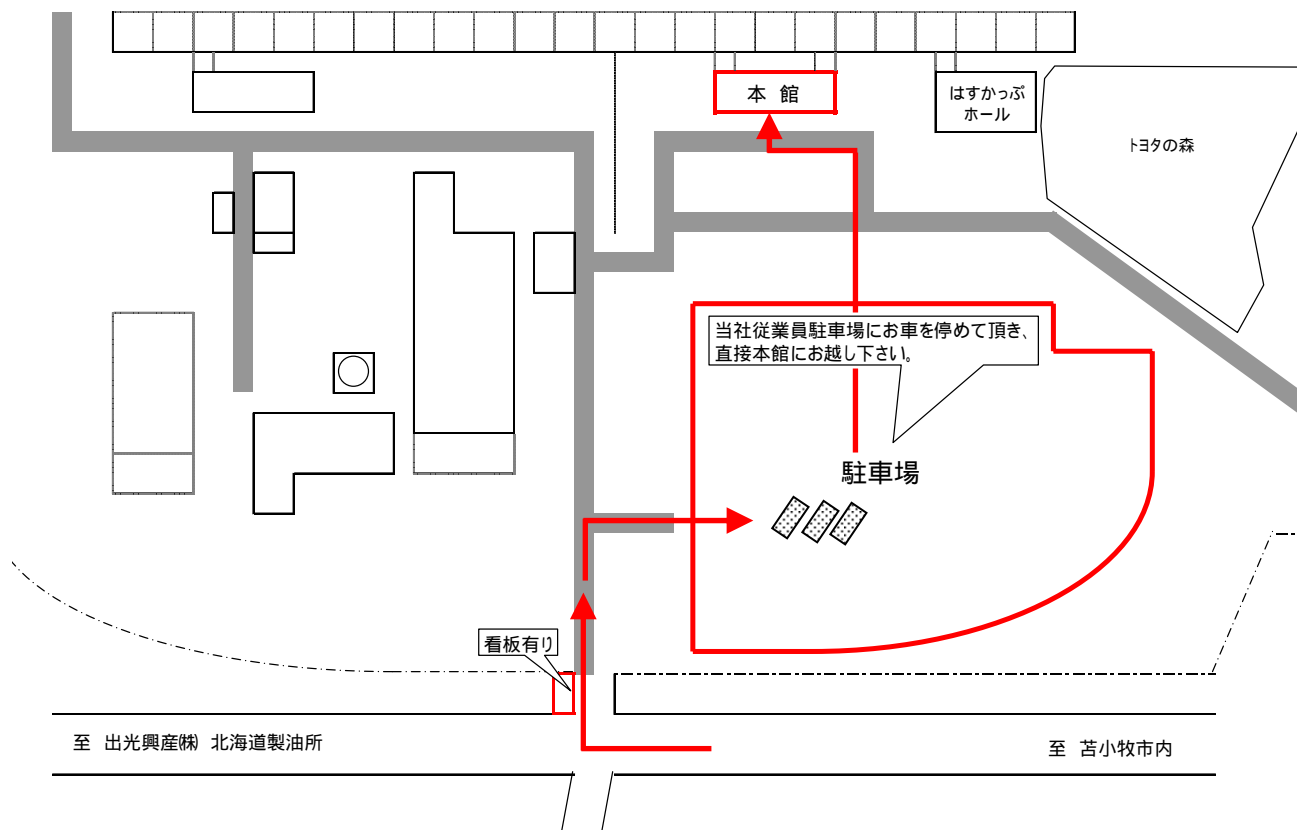 本 館
はすかっぷ
ホール
トヨタの森
当社従業員駐車場にお車を停めて頂き、
直接本館にお越し下さい。
駐車場
看板有り
至 出光興産㈱ 北海道製油所
至 苫小牧市内